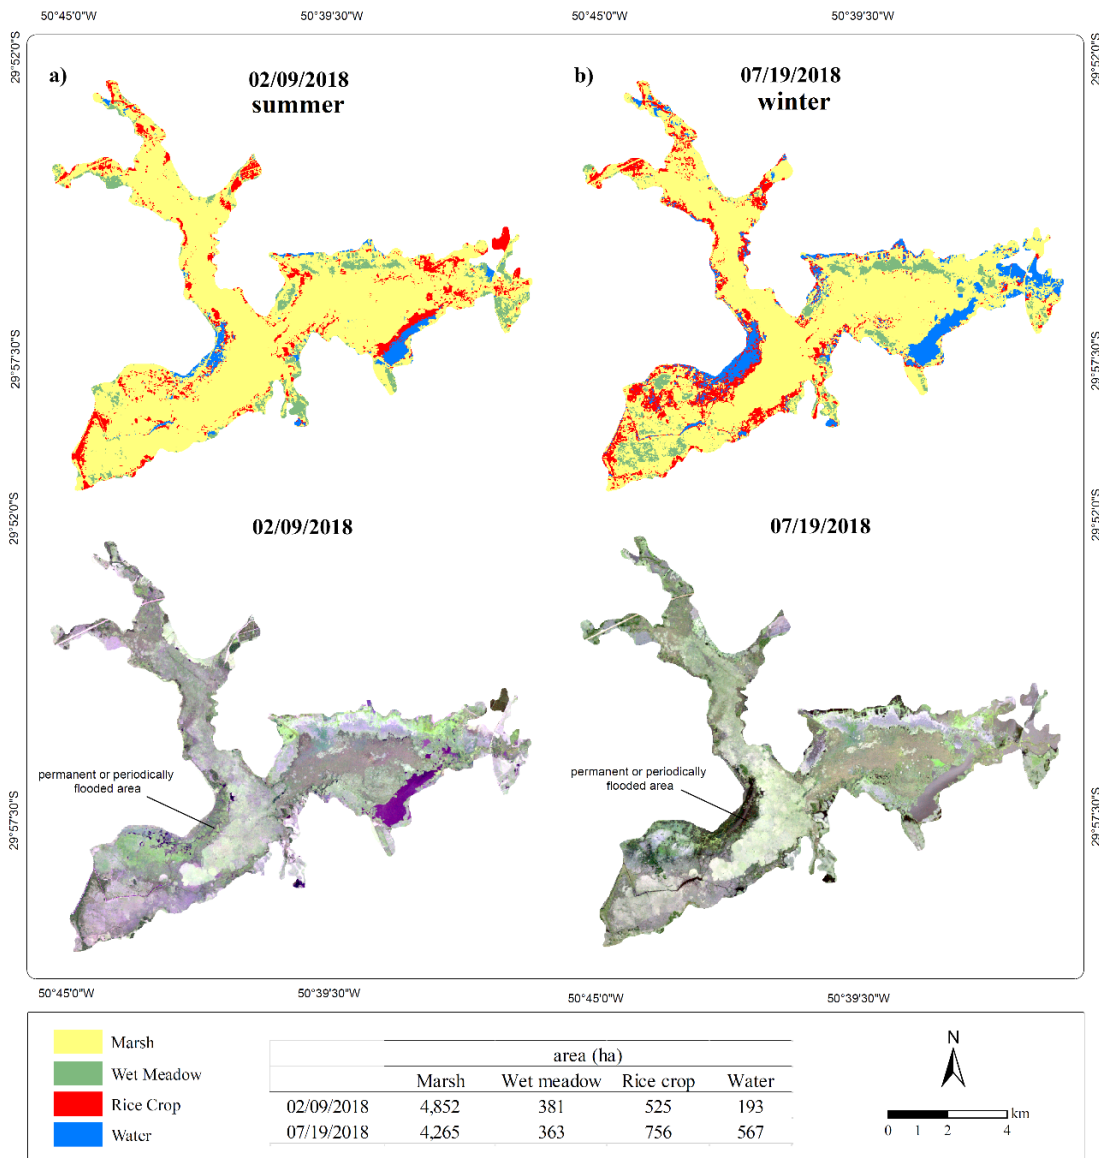 50°45'0"W 50°39'30"W 50°45'0"W 50°39'30"W
29°52'0"S
29°52'0"S
a) 02/09/2018
summer
b) 07/19/2018
winter
29°57'30"S
29°57'30"S
29°52'0"S
29°52'0"S
02/09/2018
07/19/2018
permanent or periodically
flooded area
permanent or periodically
flooded area
29°57'30"S
29°57'30"S
50°45'0"W 50°39'30"W 50°45'0"W 50°39'30"W
Marsh
Wet Meadow
Rice Crop
Water
area (ha)
Marsh Wet meadow Rice crop Water
02/09/2018 4,852 381 525 193
07/19/2018 4,265 363 756 567
N
km
0 1 2 4